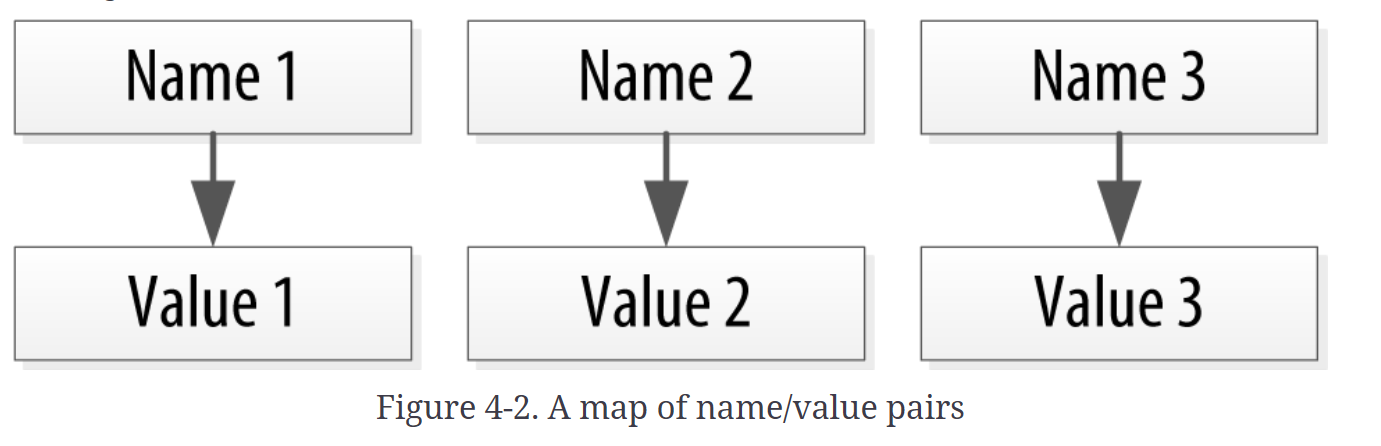 Name 1 Name 2 Name 3
Value 1 Value 2 Value 3
Figure 4-2. A map of name/value pairs